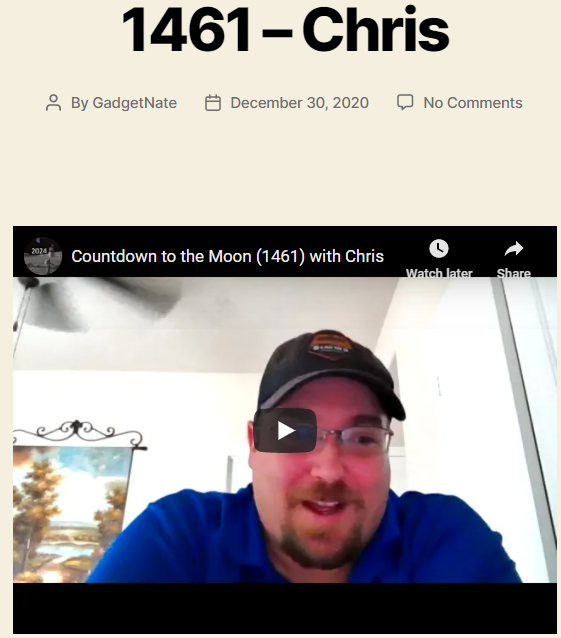 1461 – Chris
By GadgetNate
December 30, 2020
No Comments
2024
Countdown to the Moon (1461) with Chris
Watch later
Share